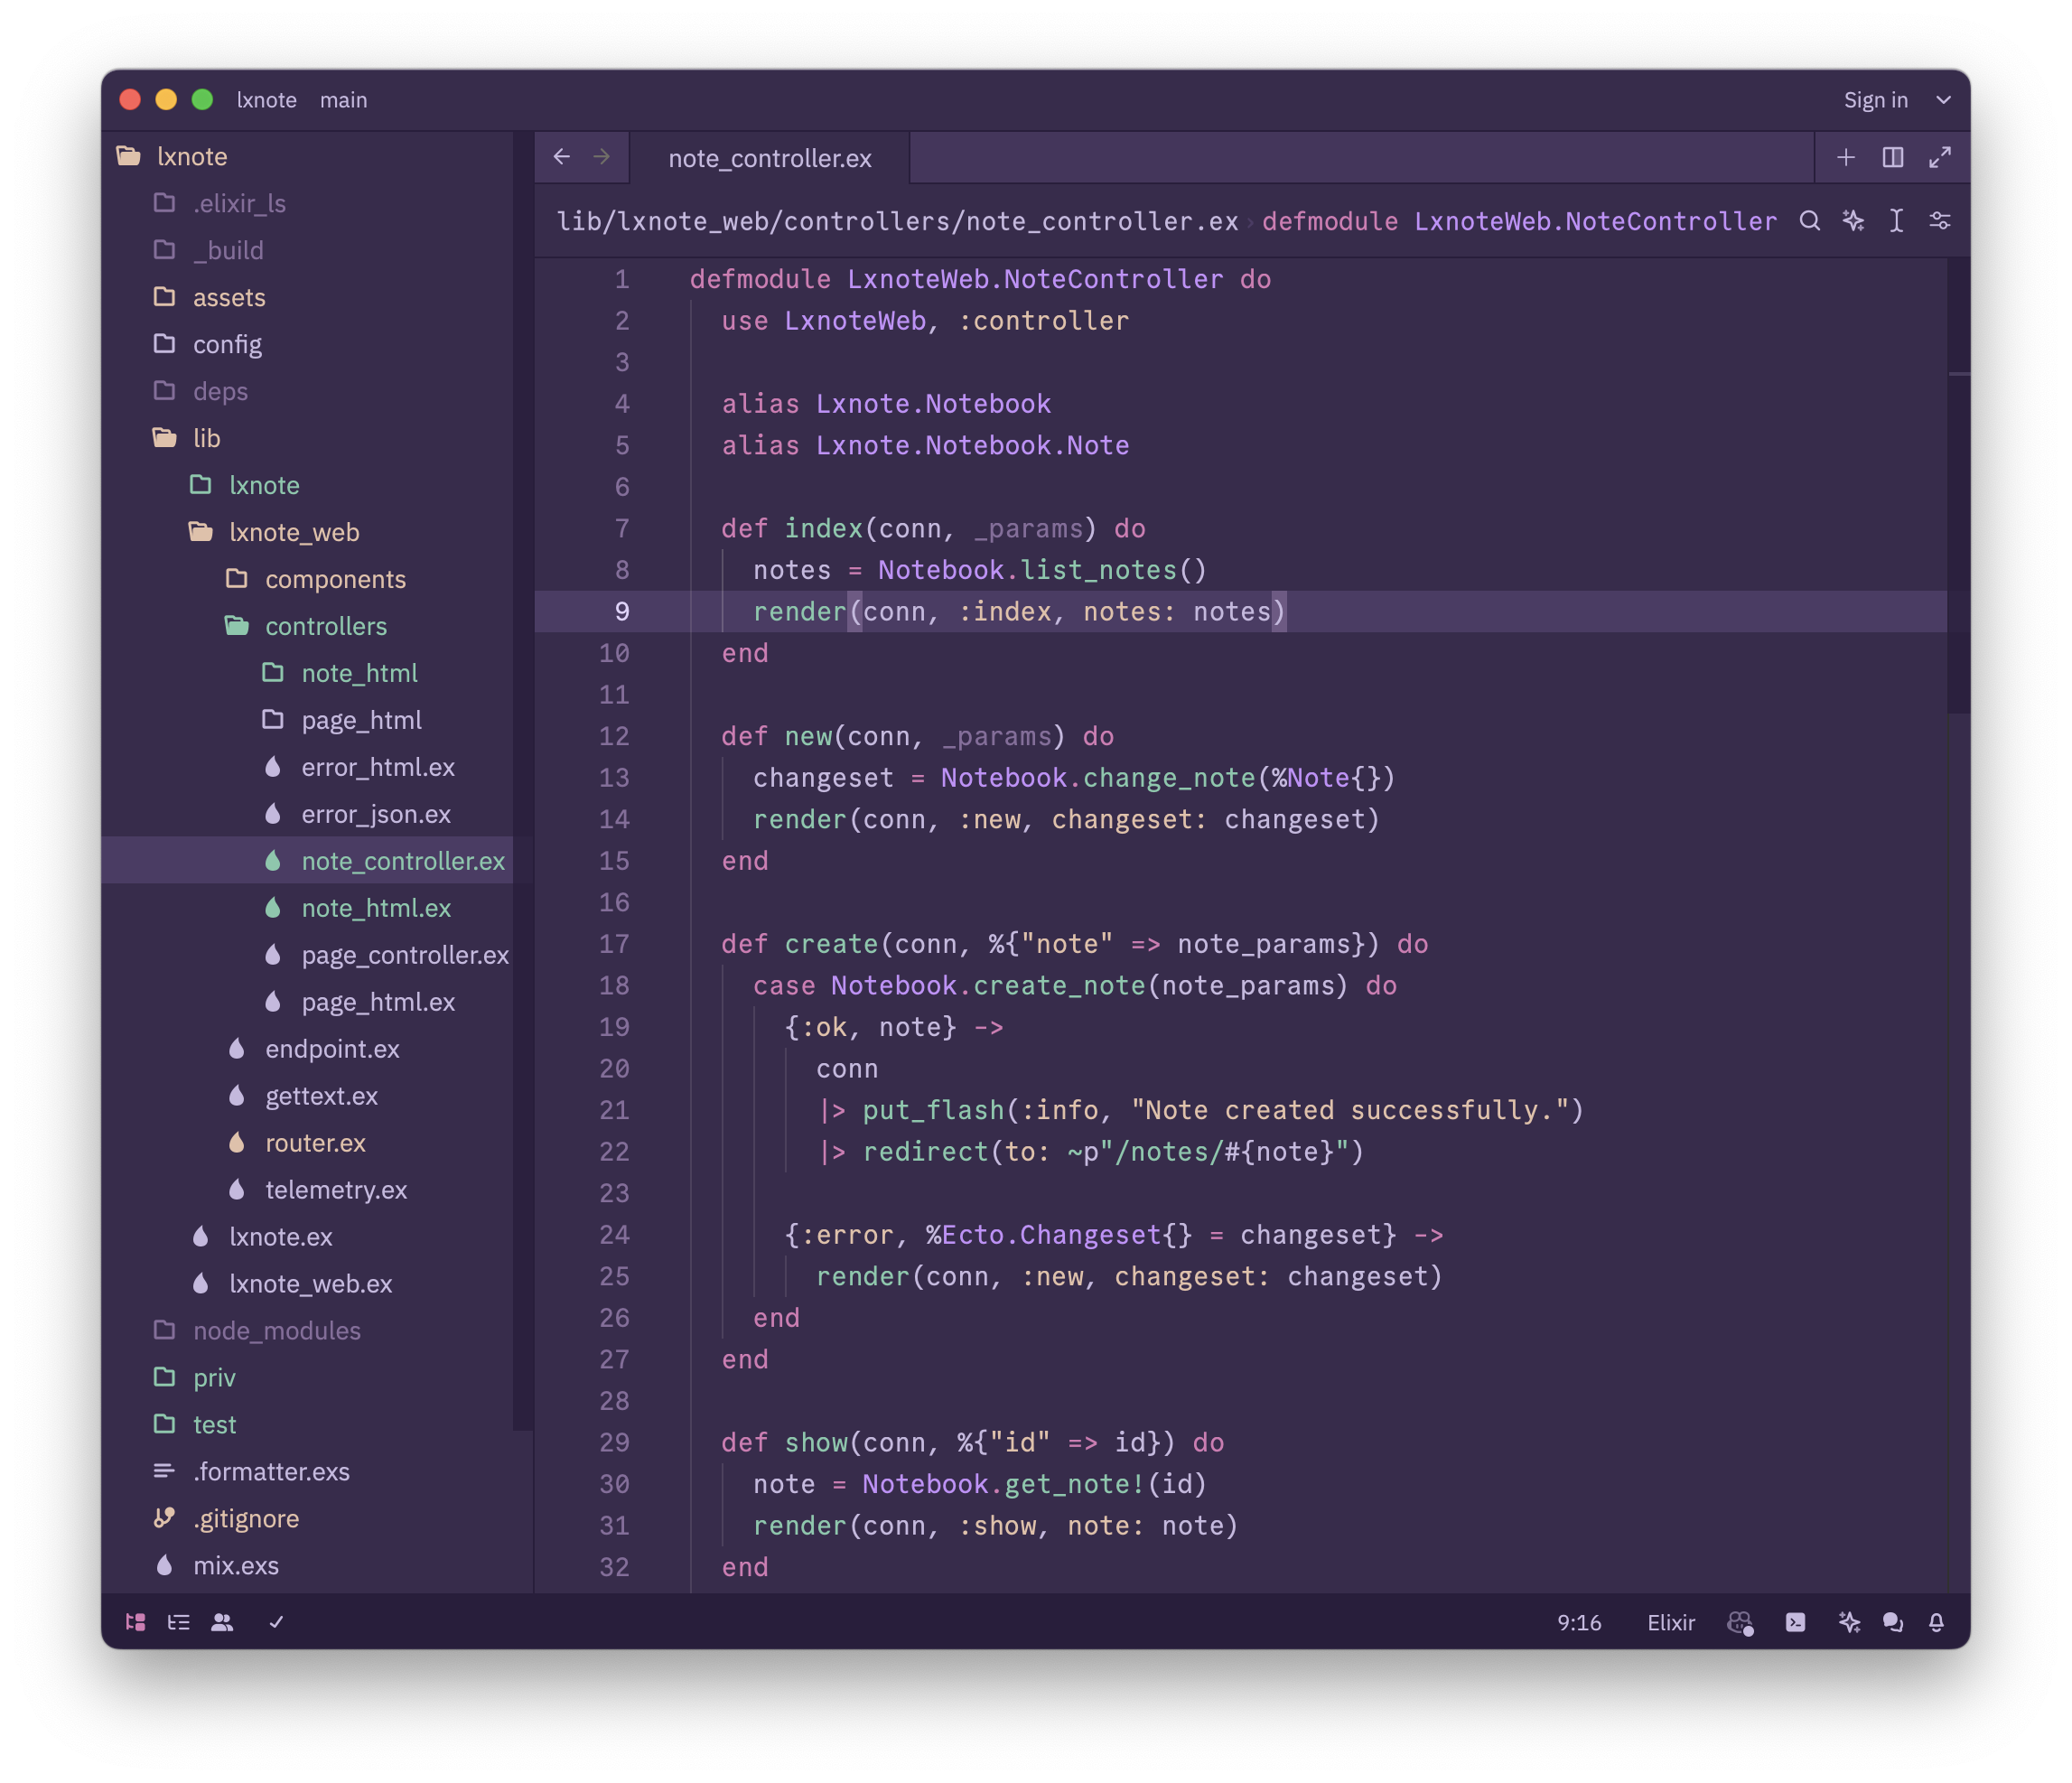 lxnote main
Sign in
lxnote
.elixir_ls
_build
assets
config
deps
lib
lxnote
lxnote_web
components
controllers
note_html
page_html
error_html.ex
error_json.ex
note_controller.ex
note_html.ex
page_controller.ex
page_html.ex
endpoint.ex
gettext.ex
router.ex
telemetry.ex
lxnote.ex
lxnote_web.ex
node_modules
priv
test
.formatter.exs
.gitignore
mix.exs
note_controller.ex
lib/lxnote_web/controllers/note_controller.ex › defmodule LxnoteWeb.NoteController
1 defmodule LxnoteWeb.NoteController do
2   use LxnoteWeb, :controller
3
4   alias Lxnote.Notebook
5   alias Lxnote.Notebook.Note
6
7   def index(conn, _params) do
8     notes = Notebook.list_notes()
9     render(conn, :index, notes: notes)
10   end
11
12   def new(conn, _params) do
13     changeset = Notebook.change_note(%Note{})
14     render(conn, :new, changeset: changeset)
15   end
16
17   def create(conn, %{"note" => note_params}) do
18     case Notebook.create_note(note_params) do
19       {:ok, note} ->
20         conn
21         |> put_flash(:info, "Note created successfully.")
22         |> redirect(to: ~p"/notes/#{note}")
23
24       {:error, %Ecto.Changeset{} = changeset} ->
25         render(conn, :new, changeset: changeset)
26     end
27   end
28
29   def show(conn, %{"id" => id}) do
30     note = Notebook.get_note!(id)
31     render(conn, :show, note: note)
32   end
9:16 Elixir